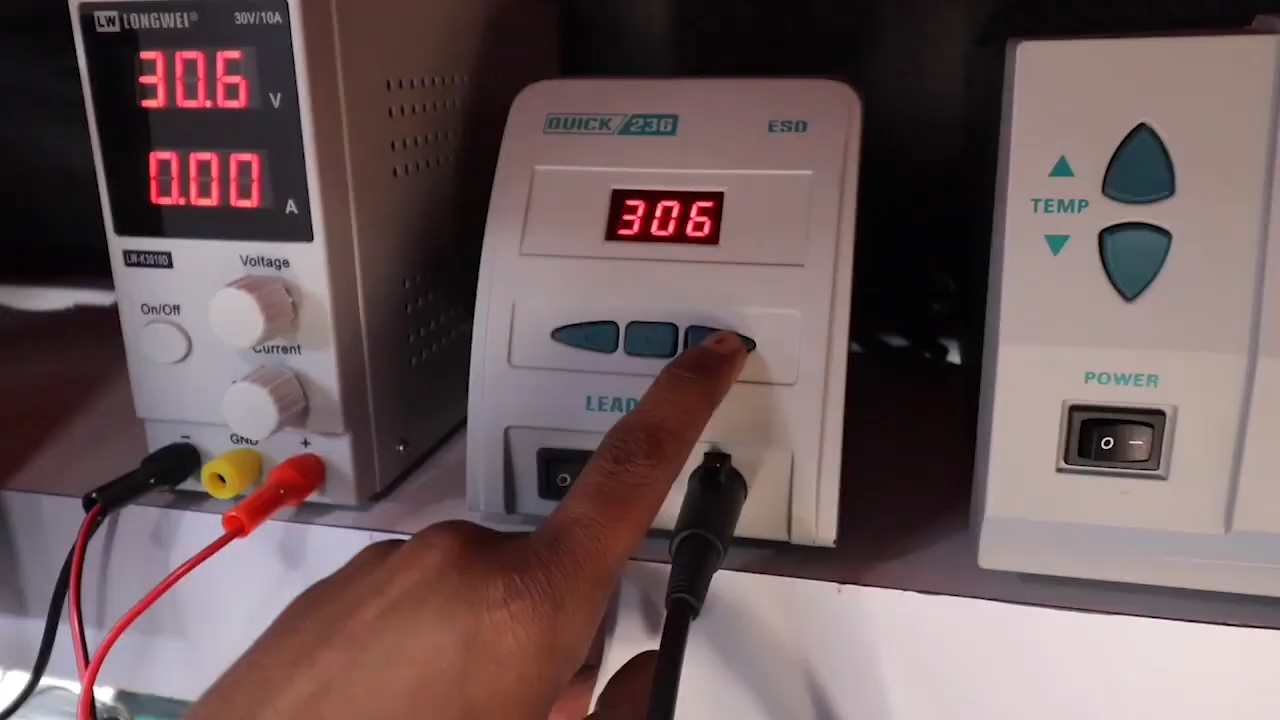 LW LONGWEI®
30V/10A
30.6 V
0.00 A
LW-K3010D
Voltage
On/Off
Current
GND
− +
QUICK/236
ESD
306
LEAD
O
TEMP
POWER
O —